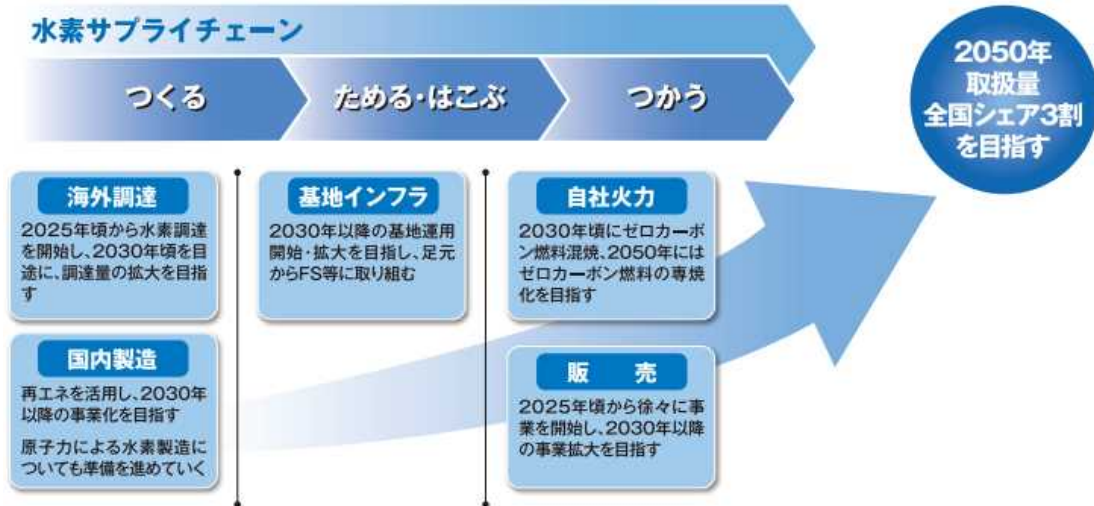 水素サプライチェーン
つくる
ためる・はこぶ
つかう
2050年
取扱量
全国シェア3割
を目指す
海外調達
2025年頃から水素調達
を開始し、2030年頃を目
途に、調達量の拡大を目指
す
国内製造
再エネを活用し、2030年
以降の事業化を目指す
原子力による水素製造に
ついても準備を進めていく
基地インフラ
2030年以降の基地運用
開始・拡大を目指し、足元
からFS等に取り組む
自社火力
2030年頃にゼロカーボ
ン燃料混焼、2050年には
ゼロカーボン燃料の専焼
化を目指す
販　売
2025年頃から徐々に事
業を開始し、2030年以降
の事業拡大を目指す